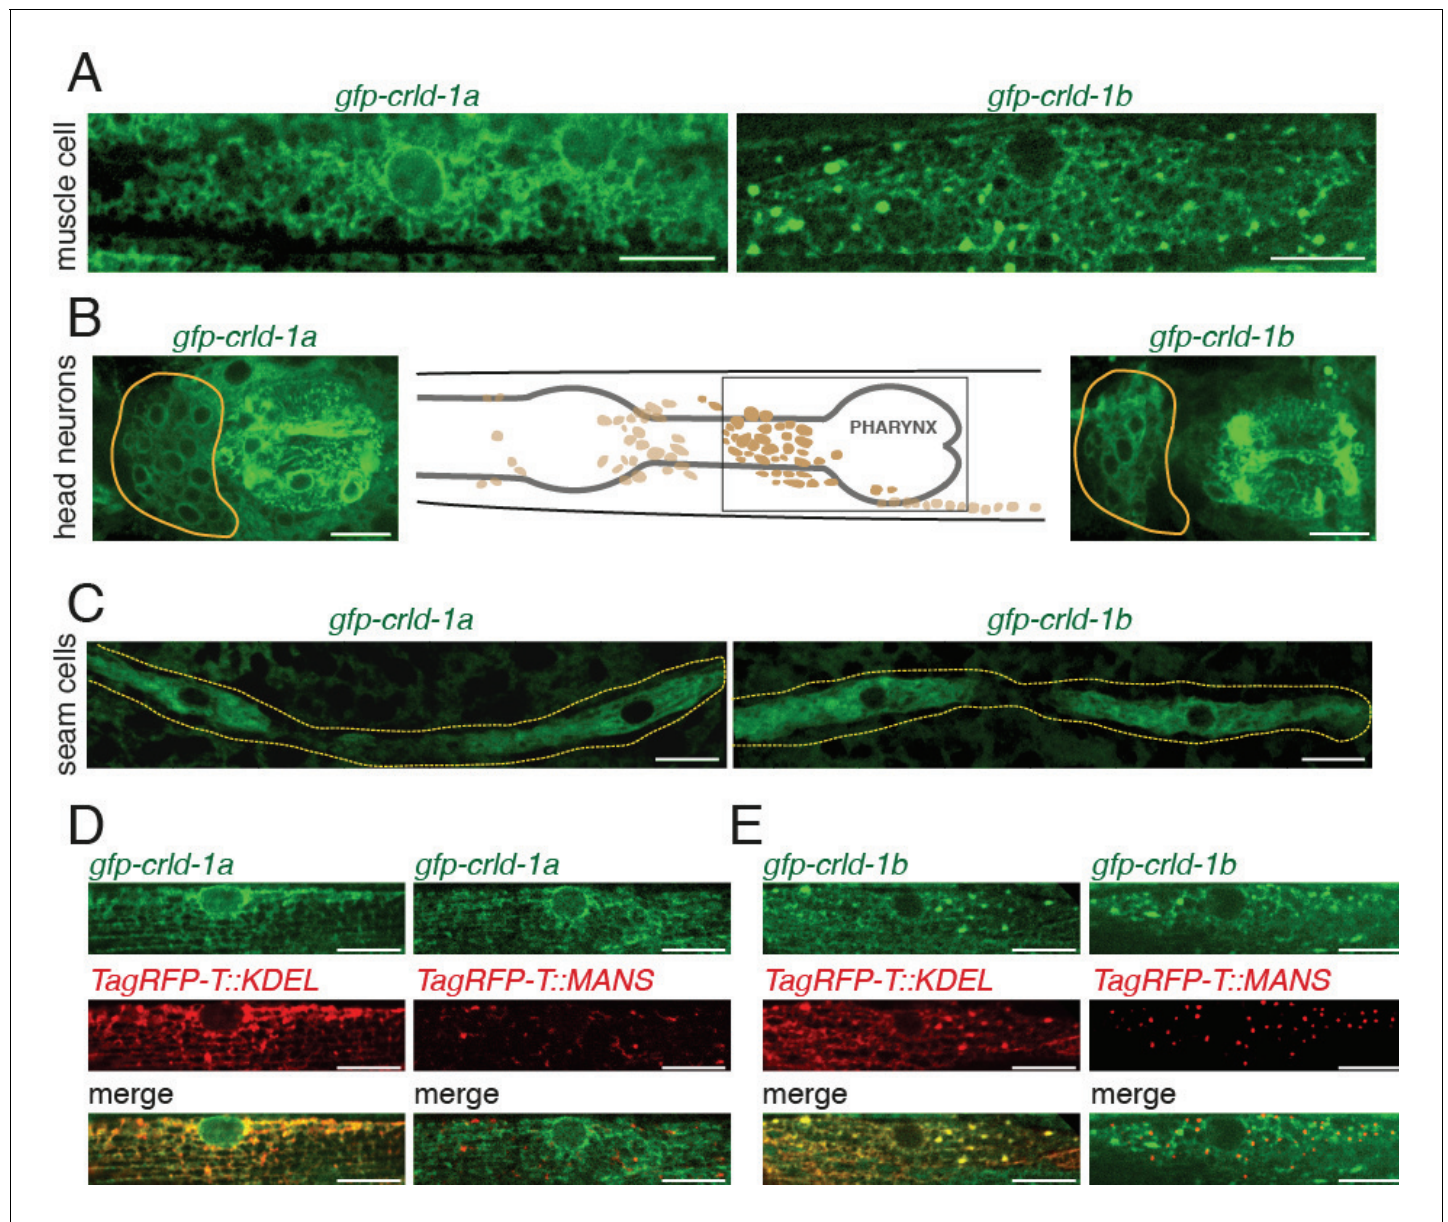 A
gfp-crld-1a
gfp-crld-1b
muscle cell
B
gfp-crld-1a
gfp-crld-1b
head neurons
PHARYNX
C
gfp-crld-1a
gfp-crld-1b
seam cells
D
E
gfp-crld-1a
gfp-crld-1a
gfp-crld-1b
gfp-crld-1b
TagRFP-T::KDEL
TagRFP-T::MANS
TagRFP-T::KDEL
TagRFP-T::MANS
merge
merge
merge
merge